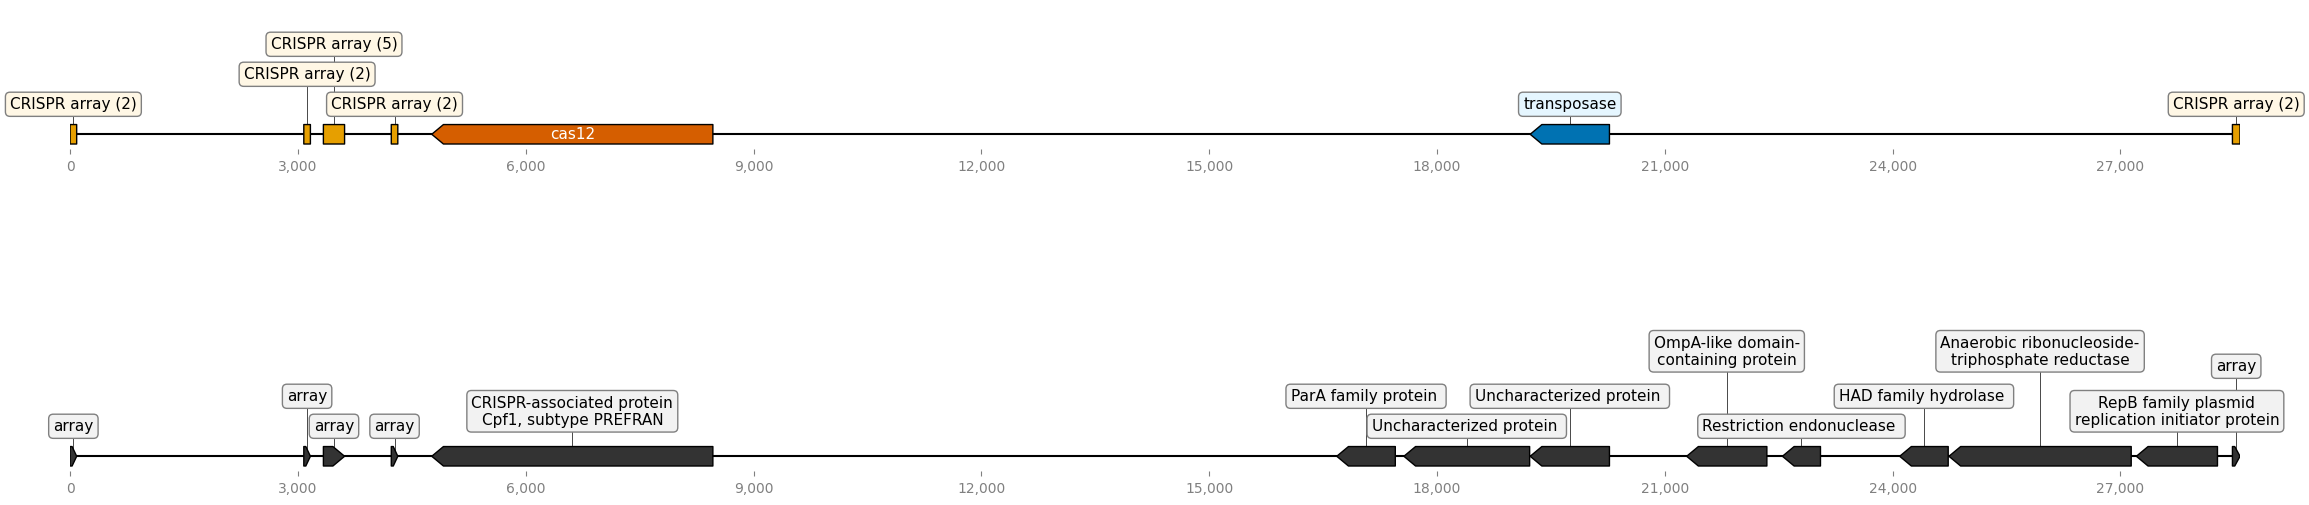 CRISPR array (5)
CRISPR array (2)
CRISPR array (2)
CRISPR array (2)
transposase
CRISPR array (2)
cas12
0
3,000
6,000
9,000
12,000
15,000
18,000
21,000
24,000
27,000
OmpA-like domain-
containing protein
Anaerobic ribonucleoside-
triphosphate reductase
array
array
CRISPR-associated protein
Cpf1, subtype PREFRAN
ParA family protein
Uncharacterized protein
HAD family hydrolase
RepB family plasmid
replication initiator protein
array
array
array
Uncharacterized protein
Restriction endonuclease
0
3,000
6,000
9,000
12,000
15,000
18,000
21,000
24,000
27,000